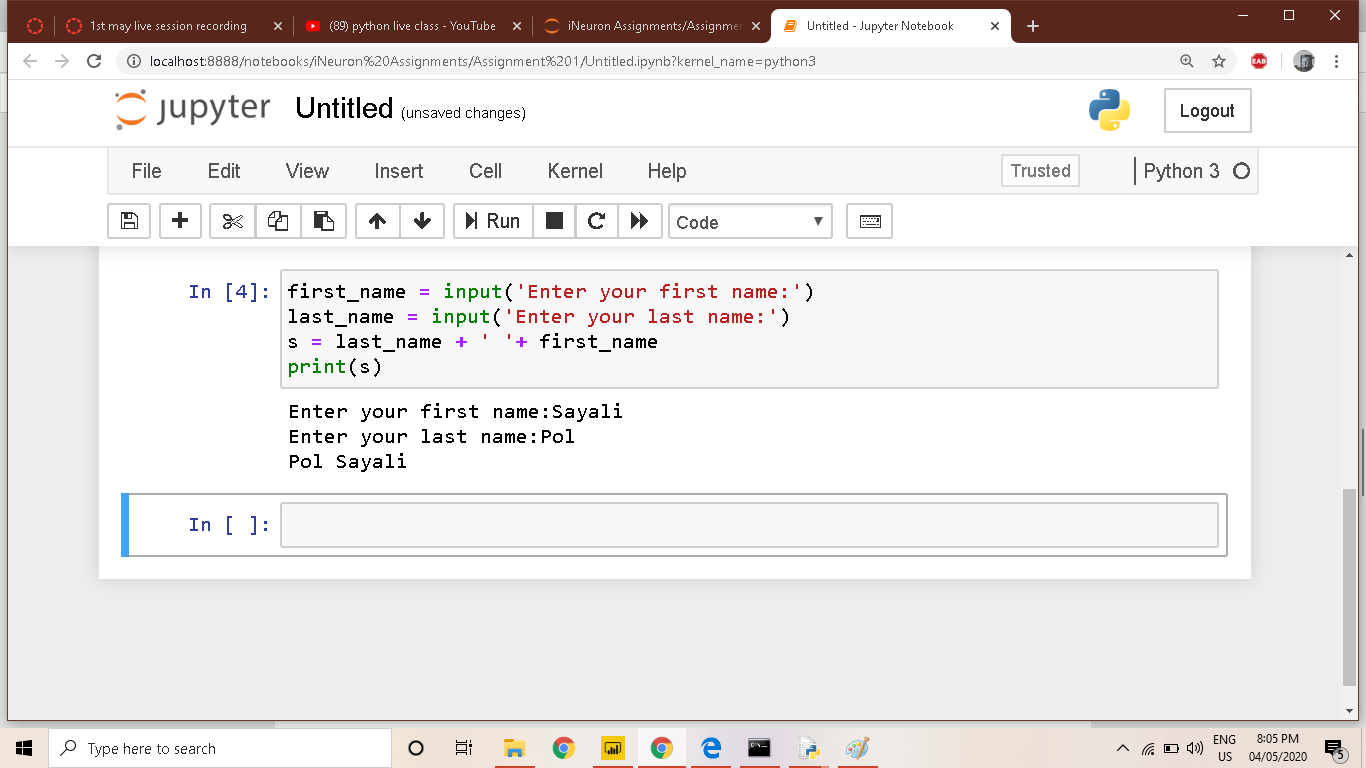 1st may live session recording
(89) python live class - YouTube
iNeuron Assignments/Assignmen
Untitled - Jupyter Notebook
localhost:8888/notebooks/iNeuron%20Assignments/Assignment%201/Untitled.ipynb?kernel_name=python3
EAB
jupyter Untitled (unsaved changes)
Logout
File Edit View Insert Cell Kernel Help
Trusted
Python 3
Run
Code
In [4]: first_name = input('Enter your first name:')
last_name = input('Enter your last name:')
s = last_name + ' '+ first_name
print(s)
Enter your first name:Sayali
Enter your last name:Pol
Pol Sayali
In [ ]:
Type here to search
ENG
US
8:05 PM
04/05/2020
5